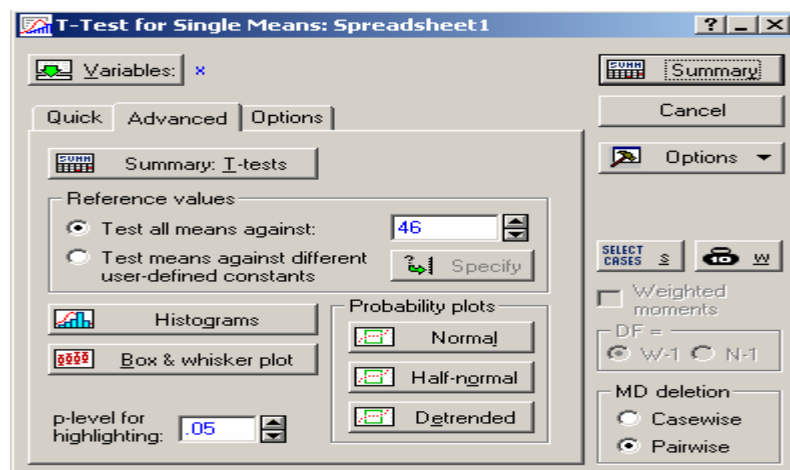 T-Test for Single Means: Spreadsheet1
? _ X
Variables: x
Quick Advanced Options
Summary: T-tests
Reference values
Test all means against: 46
Test means against different
user-defined constants
Specify
Histograms
Box & whisker plot
p-level for
highlighting: .05
Probability plots
Normal
Half-normal
Detrended
Summary
Cancel
Options
SELECT
CASES S
W
Weighted
moments
DF =
W-1 N-1
MD deletion
Casewise
Pairwise